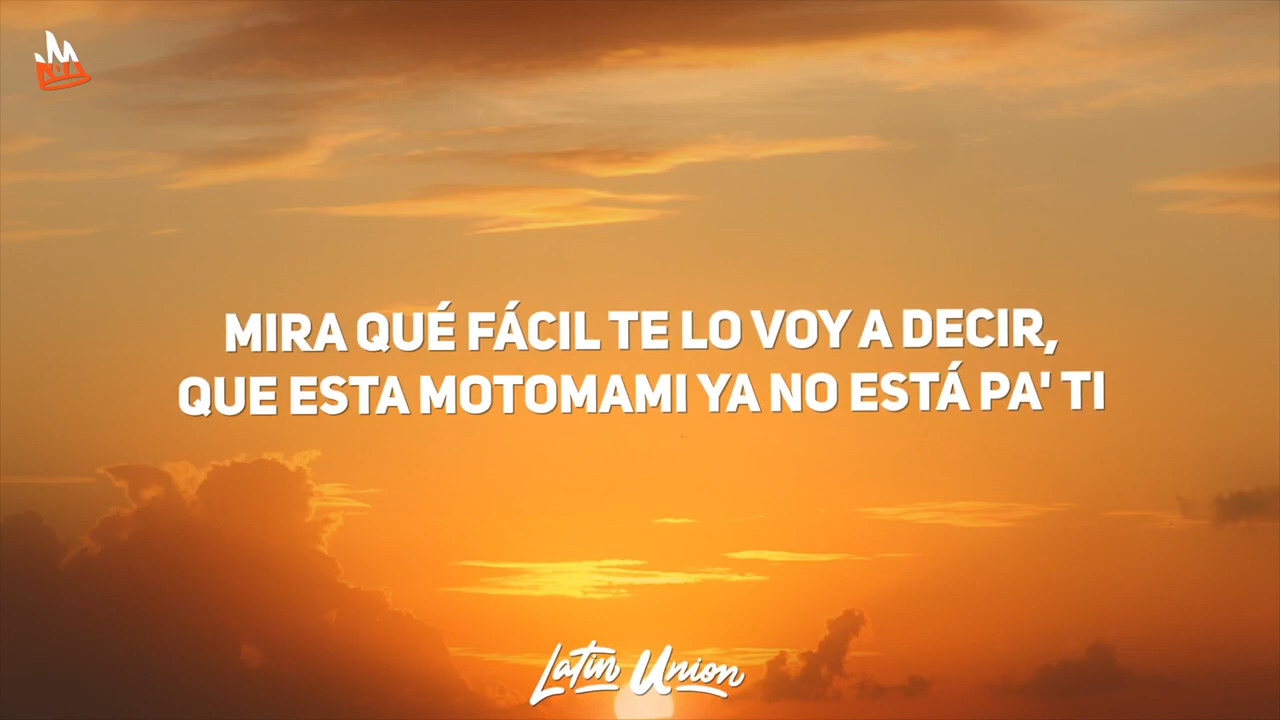 MIRA QUÉ FÁCIL TE LO VOY A DECIR,
QUE ESTA MOTOMAMI YA NO ESTÁ PA' TI
Latin Union